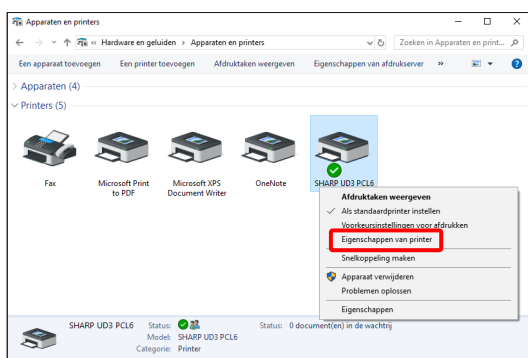 Apparaten en printers
« Hardware en geluiden > Apparaten en printers
Zoeken in Apparaten en print...
Een apparaat toevoegen Een printer toevoegen Afdruktaken weergeven Eigenschappen van afdrukserver »
Apparaten (4)
Printers (5)
Fax
Microsoft Print
to PDF
Microsoft XPS
Document Writer
OneNote
SHARP UD3 PCL6
Afdruktaken weergeven
Als standaardprinter instellen
Voorkeursinstellingen voor afdrukken
Eigenschappen van printer
Snelkoppeling maken
Apparaat verwijderen
Problemen oplossen
Eigenschappen
SHARP UD3 PCL6 Status: Status: 0 document(en) in de wachtrij
Model: SHARP UD3 PCL6
Categorie: Printer